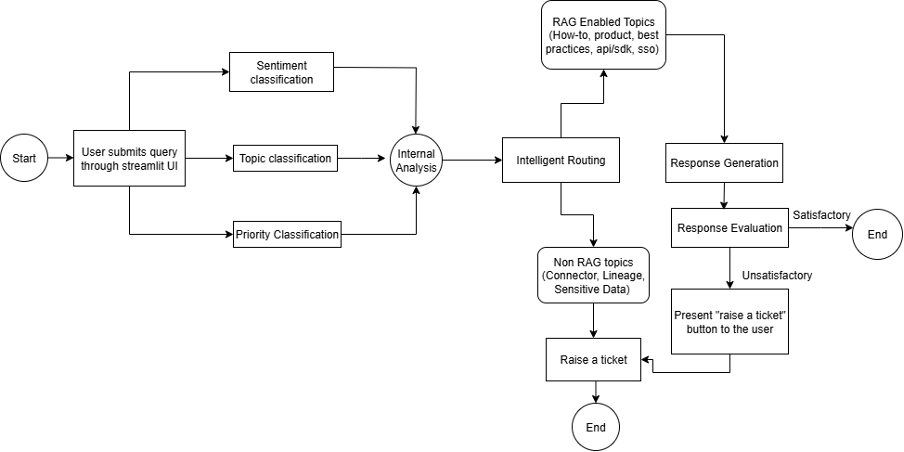 Start
User submits query
through streamlit UI
Sentiment
classification
Topic classification
Priority Classification
Internal
Analysis
Intelligent Routing
RAG Enabled Topics
(How-to, product, best
practices, api/sdk, sso)
Response Generation
Response Evaluation
Satisfactory
End
Unsatisfactory
Present "raise a ticket"
button to the user
Non RAG topics
(Connector, Lineage,
Sensitive Data)
Raise a ticket
End